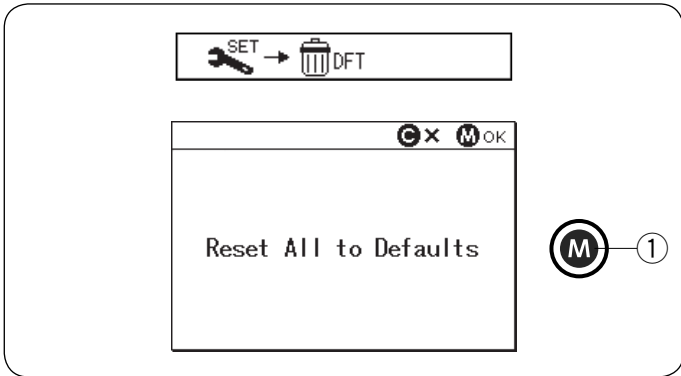 SET → DFT
C × M OK
Reset All to Defaults
M 1